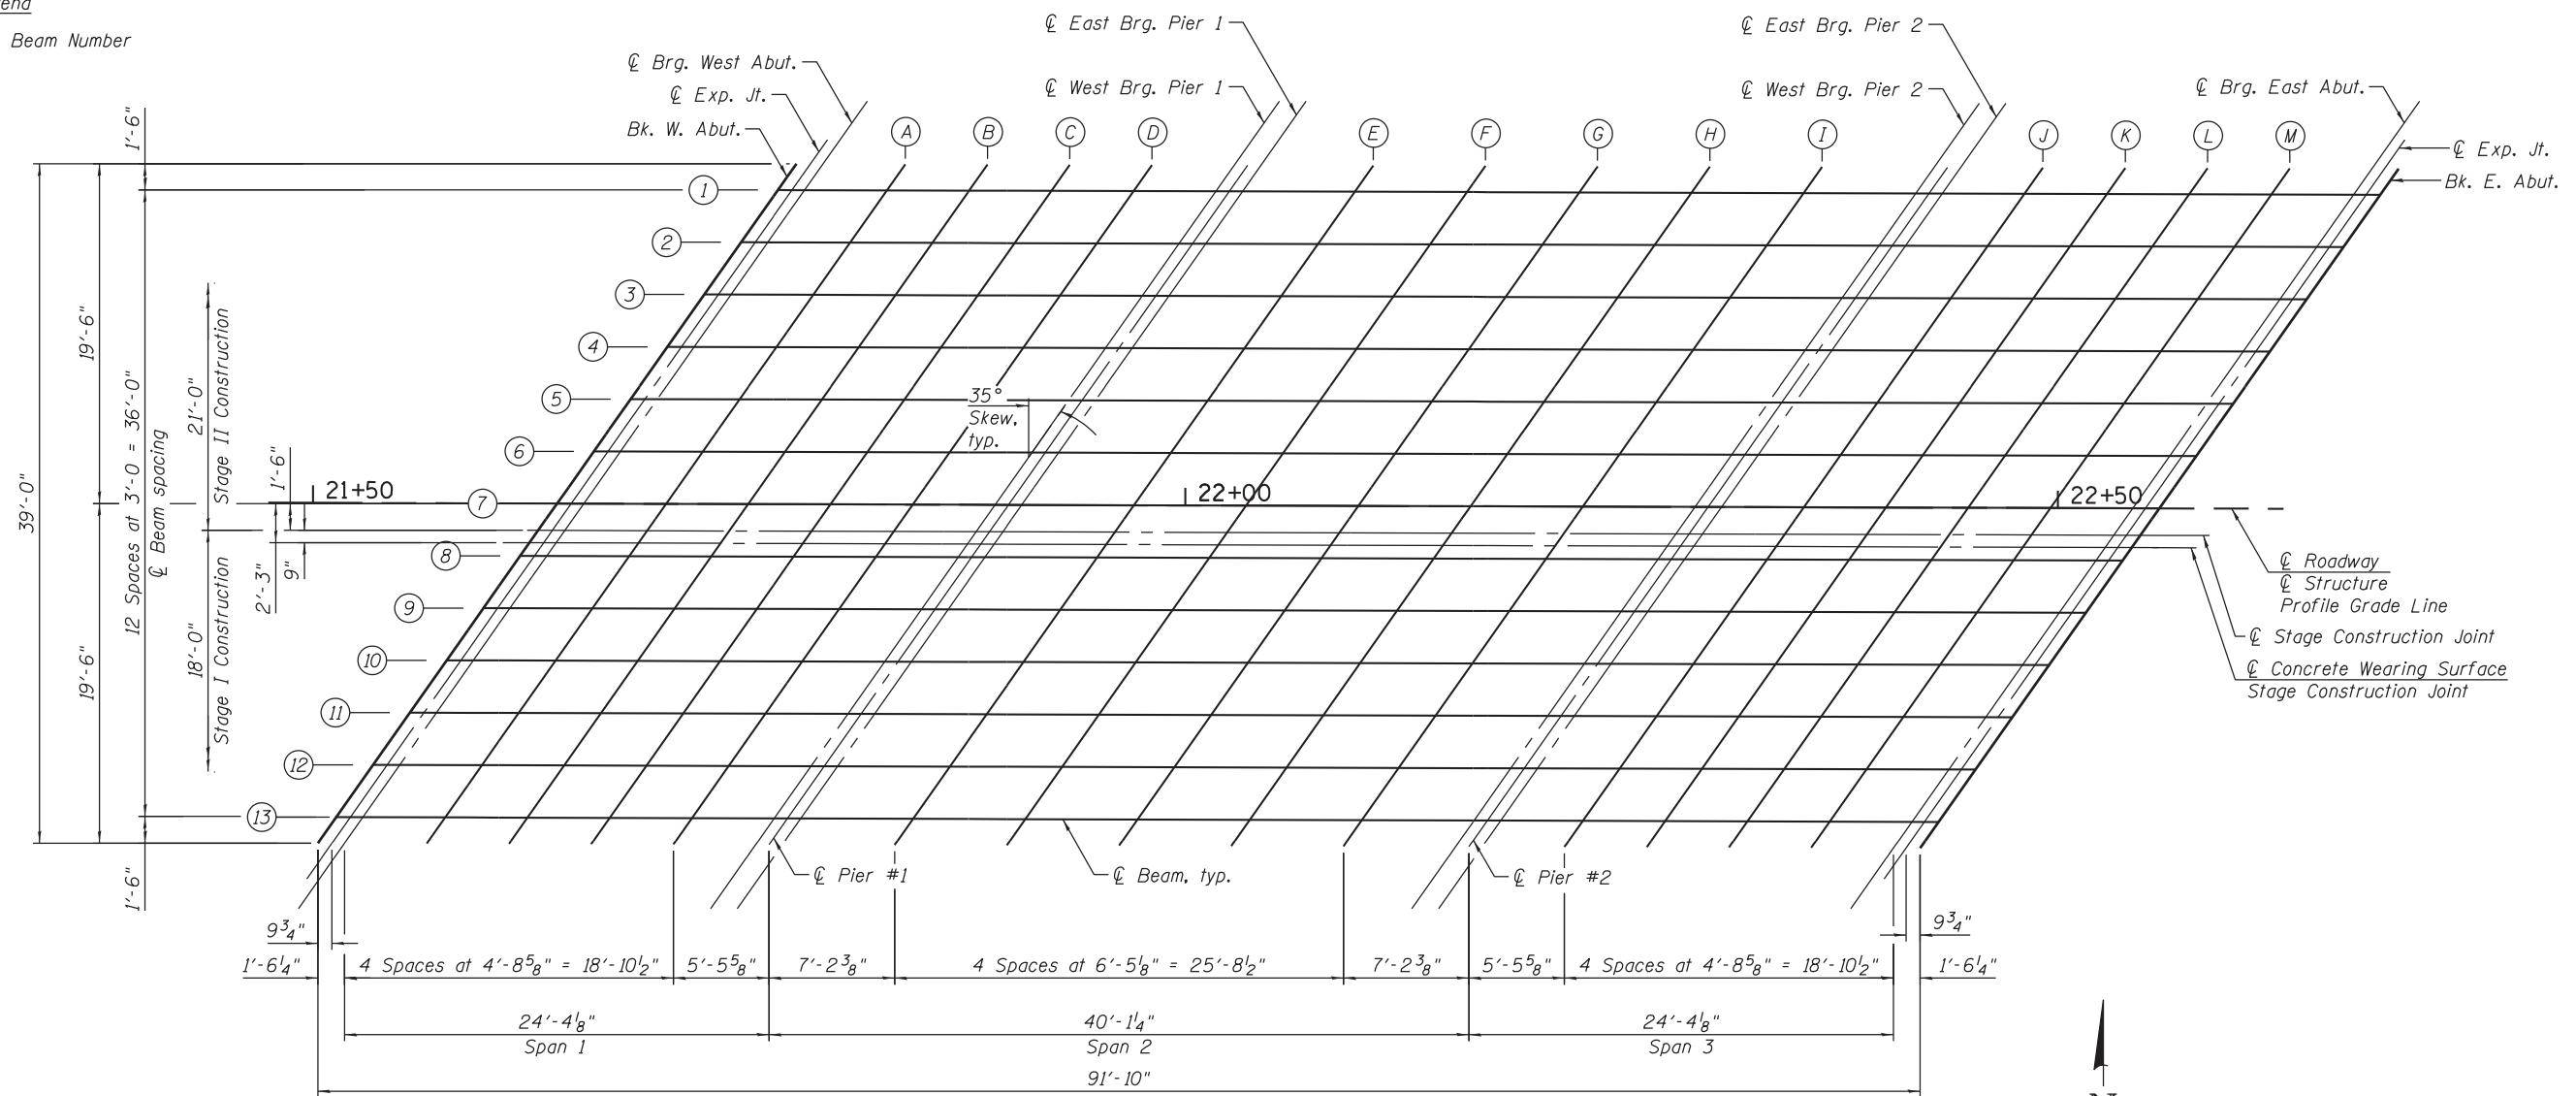 Beam Number
℄ East Brg. Pier 1
℄ West Brg. Pier 1
℄ East Brg. Pier 2
℄ West Brg. Pier 2
℄ Brg. West Abut.
℄ Exp. Jt.
Bk. W. Abut.
℄ Brg. East Abut.
℄ Exp. Jt.
Bk. E. Abut.
A
B
C
D
E
F
G
H
I
J
K
L
M
1
2
3
4
5
6
7
8
9
10
11
12
13
1'-6"
39'-0"
19'-6"
19'-6"
12 Spaces at 3'-0 = 36'-0"
℄ Beam spacing
21'-0"
Stage II Construction
18'-0"
Stage I Construction
1'-6"
2'-3"
9"
1'-6"
35°
Skew,
typ.
21+50
22+00
22+50
℄ Roadway
℄ Structure
Profile Grade Line
℄ Stage Construction Joint
℄ Concrete Wearing Surface
Stage Construction Joint
℄ Pier #1
℄ Beam, typ.
℄ Pier #2
9¾"
9¾"
1'-6¼"
4 Spaces at 4'-8⅝" = 18'-10½"
5'-5⅝"
7'-2⅜"
4 Spaces at 6'-5⅛" = 25'-8½"
7'-2⅜"
5'-5⅝"
4 Spaces at 4'-8⅝" = 18'-10½"
1'-6¼"
24'-4⅛"
Span 1
40'-1¼"
Span 2
24'-4⅛"
Span 3
91'-10"